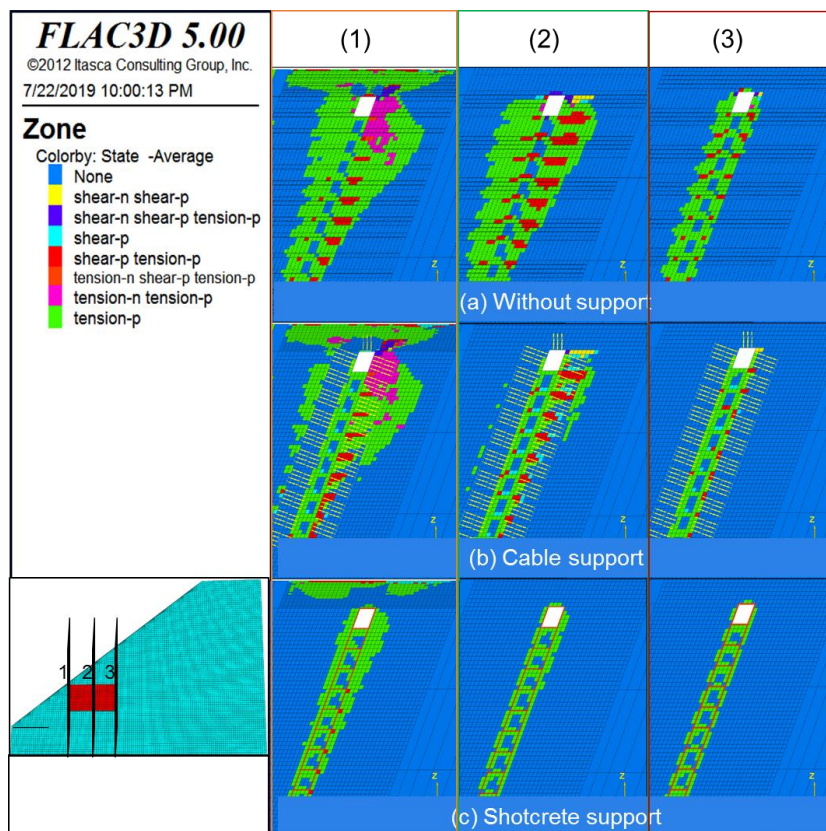 FLAC3D 5.00
©2012 Itasca Consulting Group, Inc.
7/22/2019 10:00:13 PM
Zone
Colorby: State -Average
None
shear-n shear-p
shear-n shear-p tension-p
shear-p
shear-p tension-p
tension-n shear-p tension-p
tension-n tension-p
tension-p
(1)
(2)
(3)
z
z
z
(a) Without support
z
z
z
(b) Cable support
z
z
z
(c) Shotcrete support
1
2
3